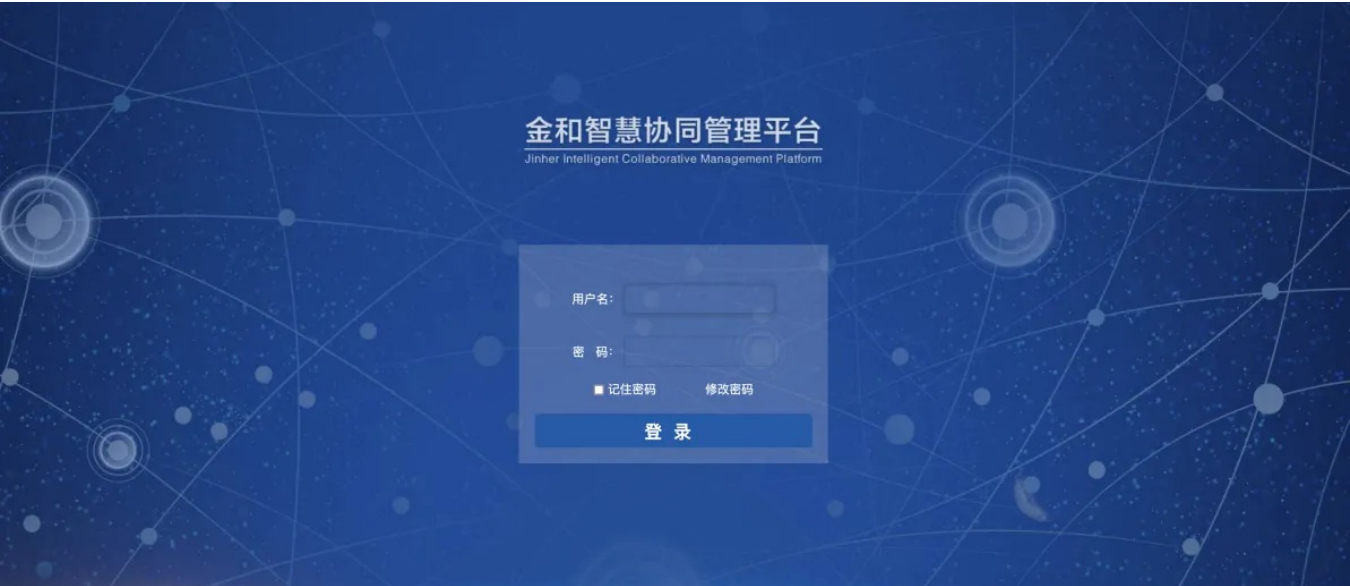 金和智慧协同管理平台
Jinher Intelligent Collaborative Management Platform
用户名：
密 码：
记住密码 修改密码
登 录